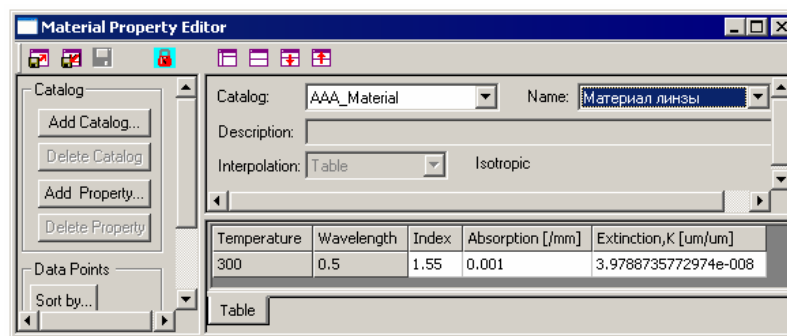 Material Property Editor
Catalog
Add Catalog...
Delete Catalog
Add Property...
Delete Property
Data Points
Sort by...
Catalog: AAA_Material Name: Материал линзы
Description:
Interpolation: Table Isotropic
Temperature Wavelength Index Absorption [/mm] Extinction,K [um/um]
300 0.5 1.55 0.001 3.9788735772974e-008
Table